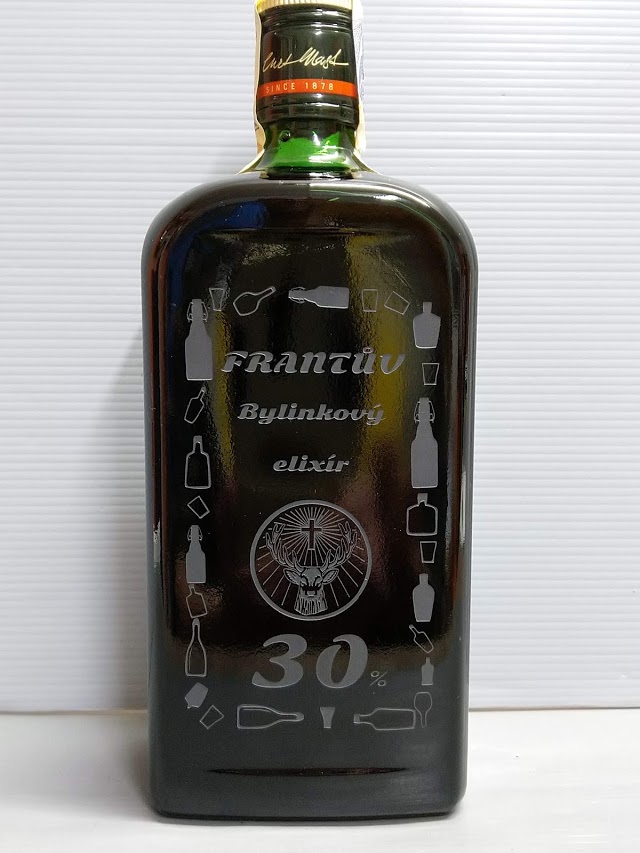 Curt Mast
SINCE 1878
FRANTŮV
Bylinkový
elixír
30%